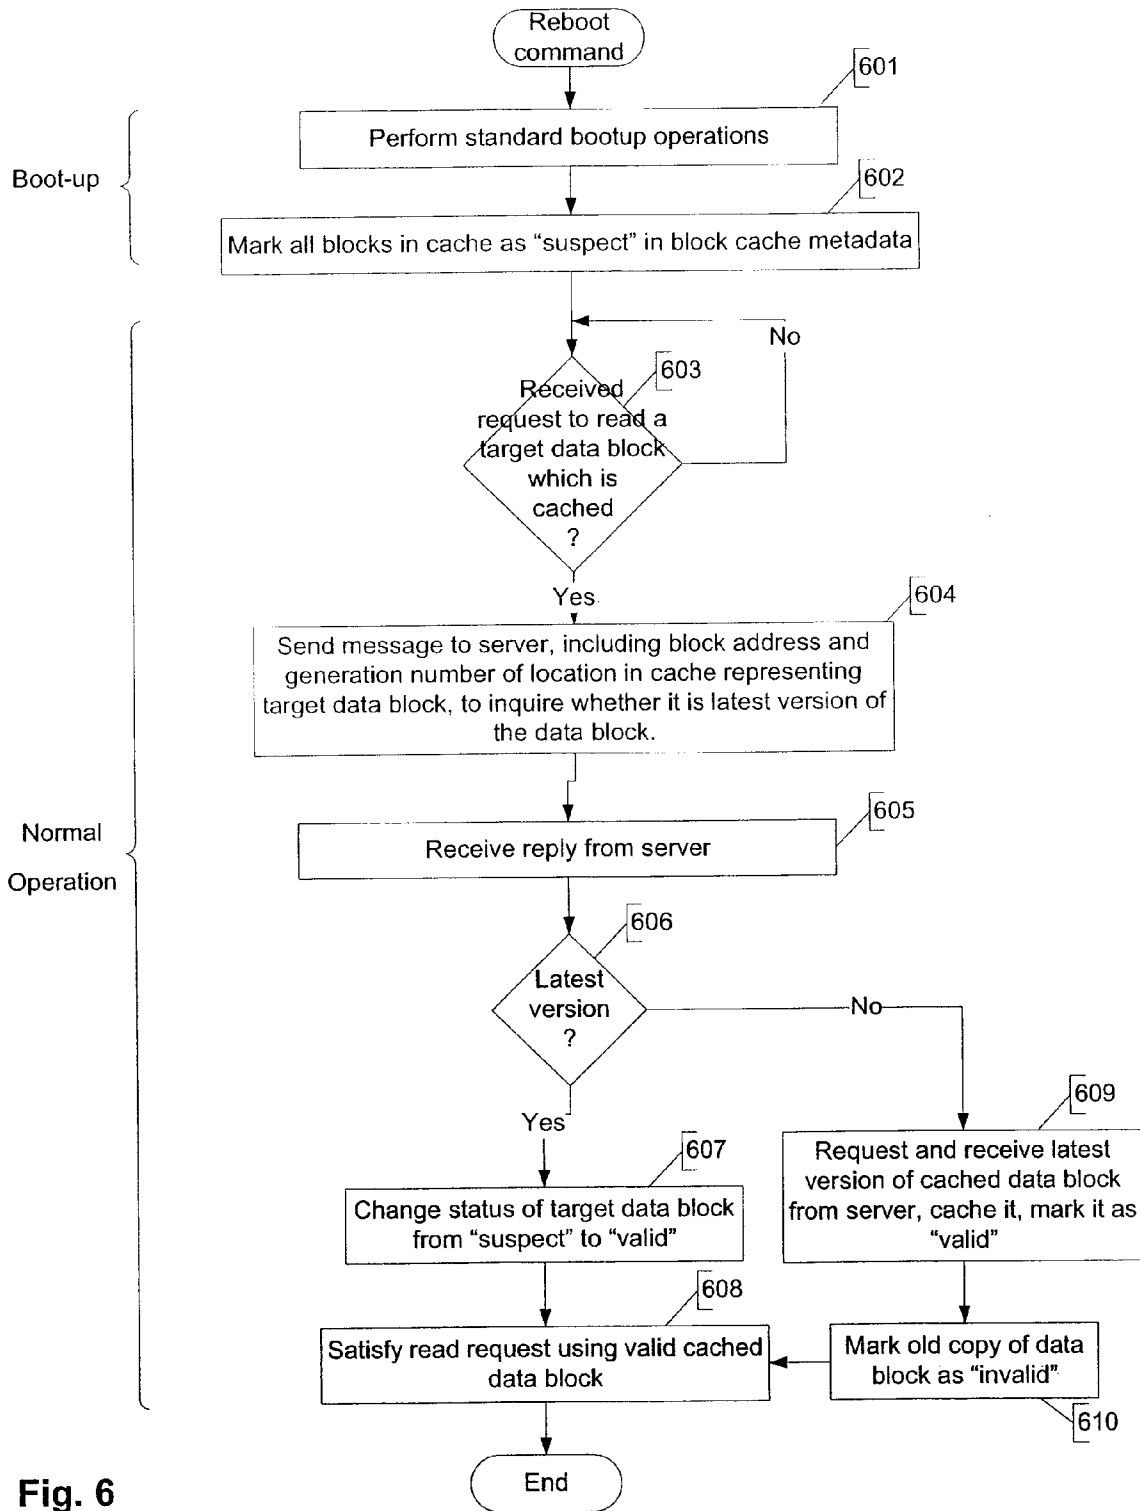 Reboot
command
601
Perform standard bootup operations
Boot-up
602
Mark all blocks in cache as “suspect” in block cache metadata
No
603
Received
request to read a
target data block
which is
cached
?
Yes
604
Send message to server, including block address and
generation number of location in cache representing
target data block, to inquire whether it is latest version of
the data block.
605
Normal
Operation
Receive reply from server
606
Latest
version
?
No
Yes
609
Request and receive latest
version of cached data block
from server, cache it, mark it as
“valid”
607
Change status of target data block
from “suspect” to “valid”
608
Satisfy read request using valid cached
data block
Mark old copy of data
block as “invalid”
610
End
Fig. 6